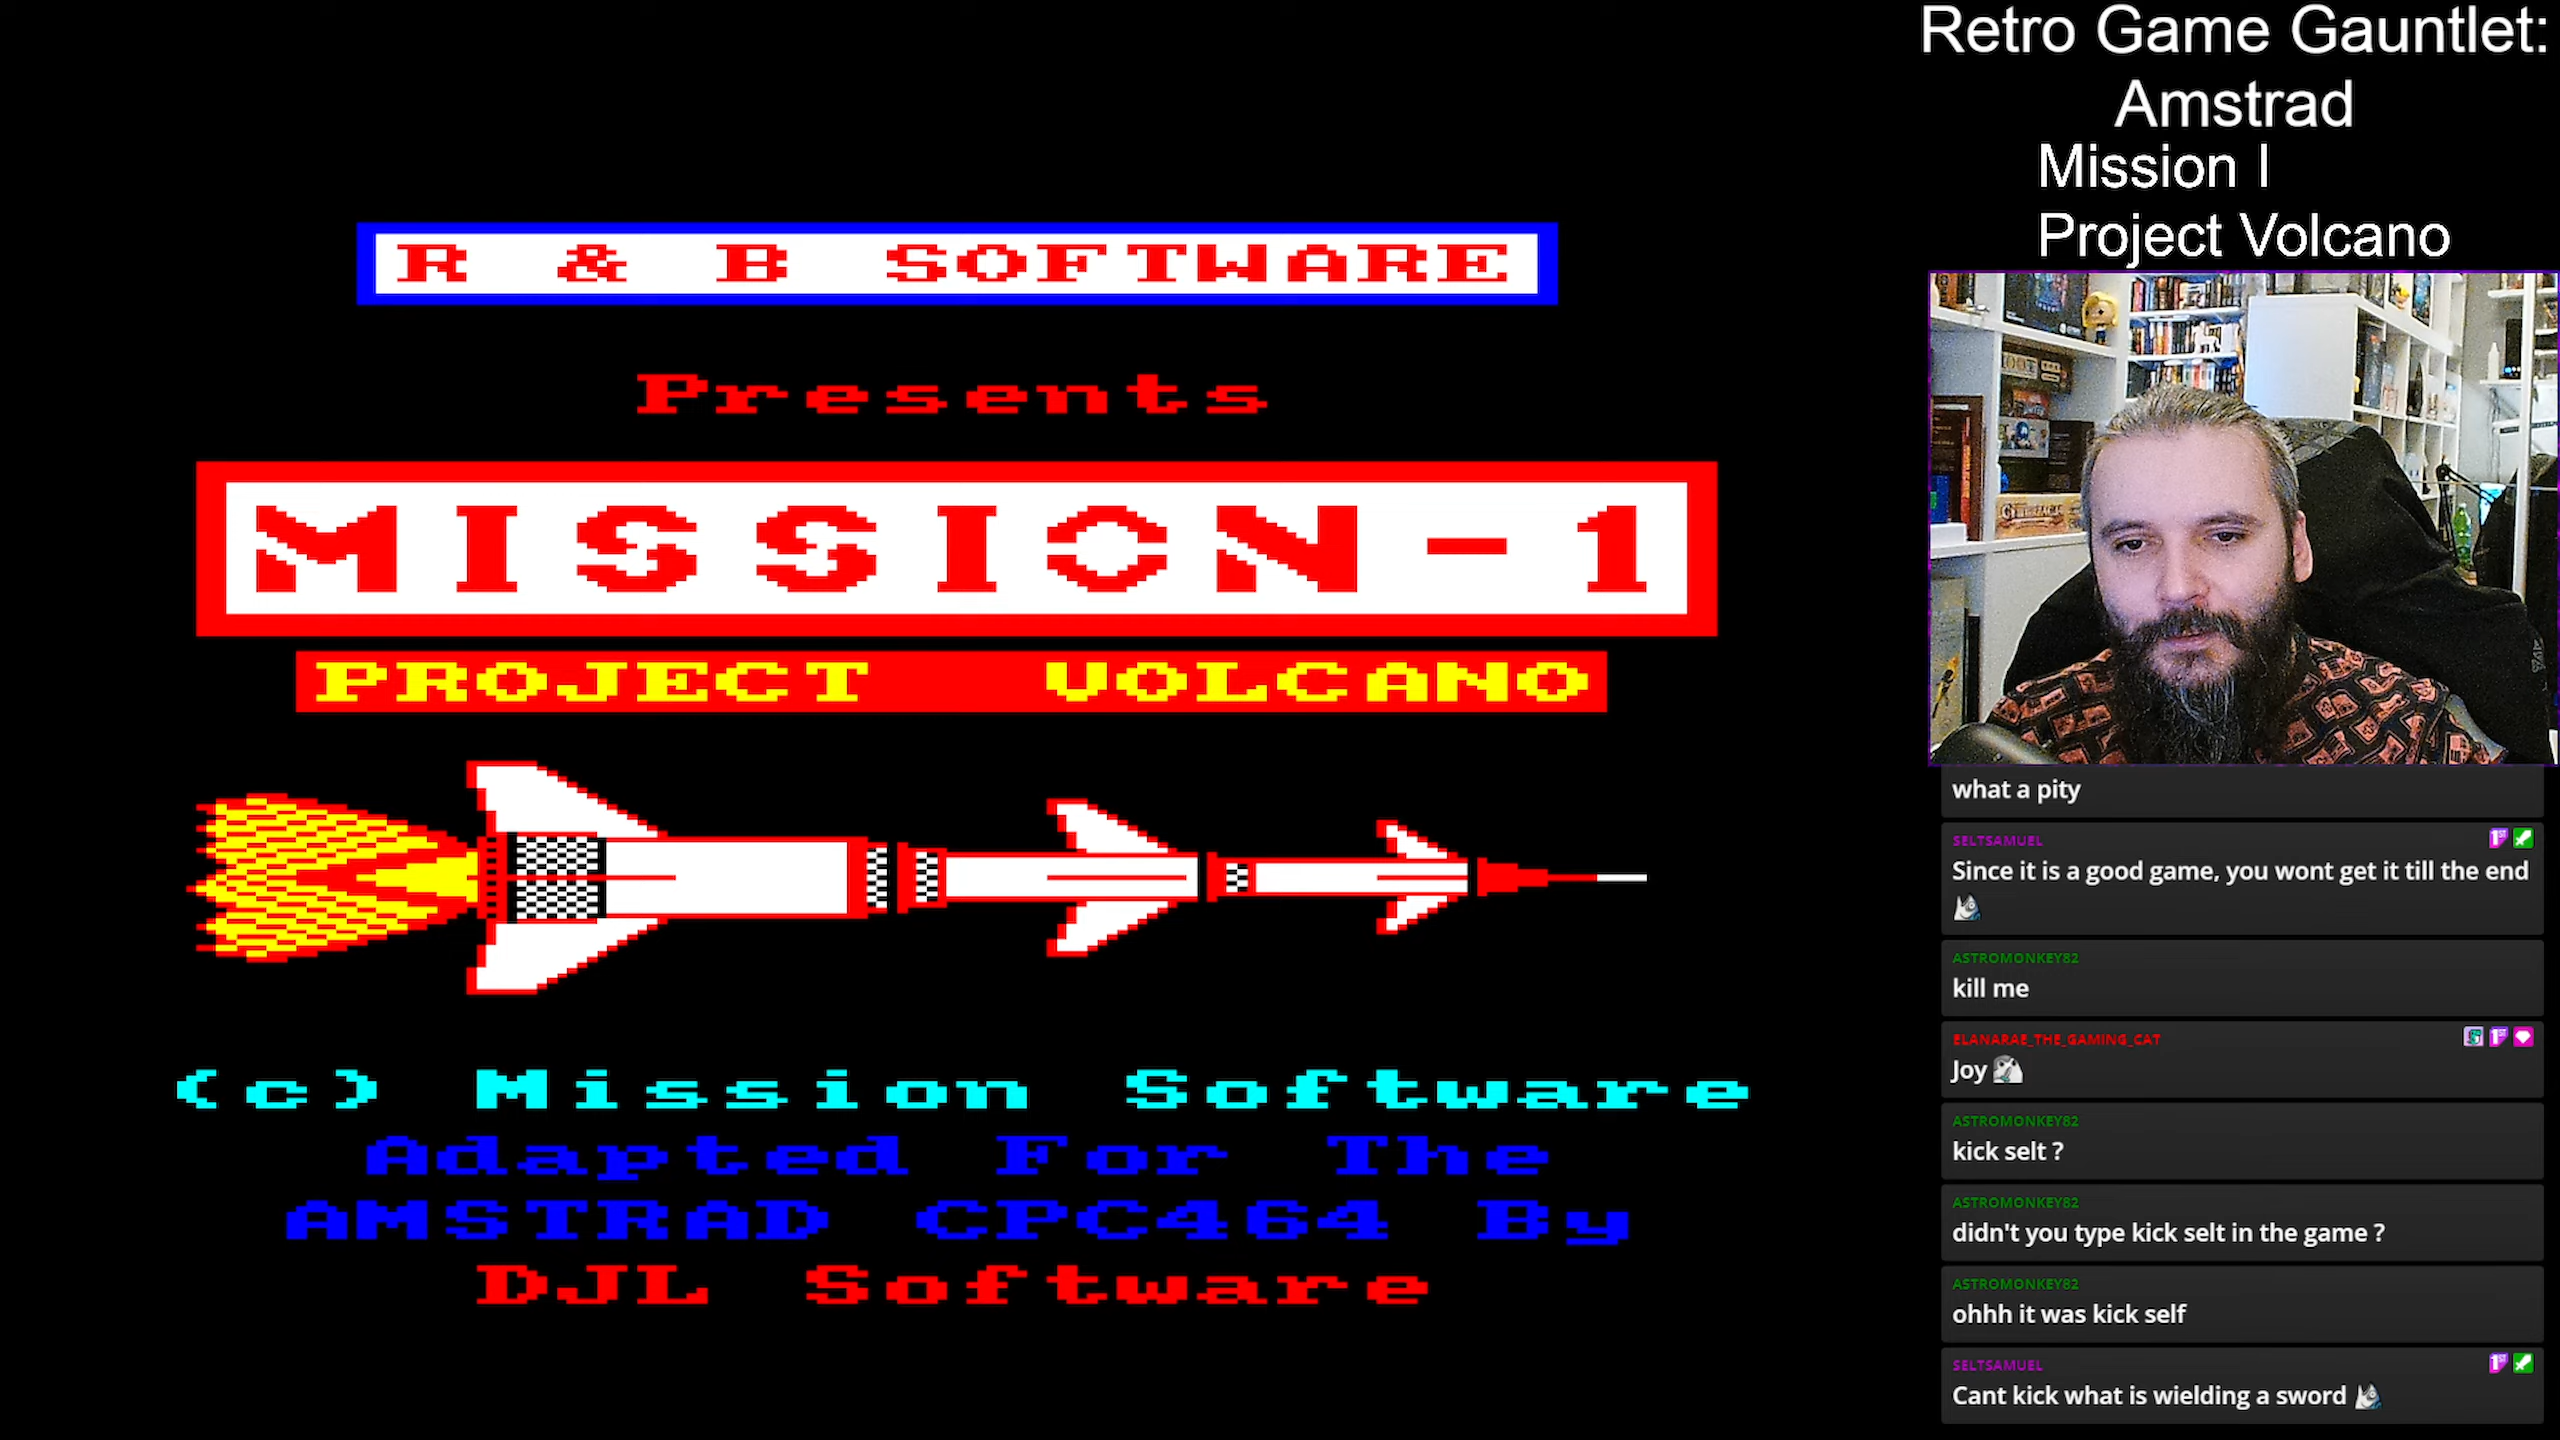 R & B SOFTWARE
Presents
MISSION-1
PROJECT VOLCANO
(c) Mission Software
Adapted For The
AMSTRAD CPC464 By
DJL Software
Retro Game Gauntlet:
Amstrad
Mission I
Project Volcano
what a pity
SELTSAMUEL
Since it is a good game, you wont get it till the end
ASTROMONKEY82
kill me
ELANARAE_THE_GAMING_CAT
Joy
ASTROMONKEY82
kick selt ?
ASTROMONKEY82
didn't you type kick selt in the game ?
ASTROMONKEY82
ohhh it was kick self
SELTSAMUEL
Cant kick what is wielding a sword